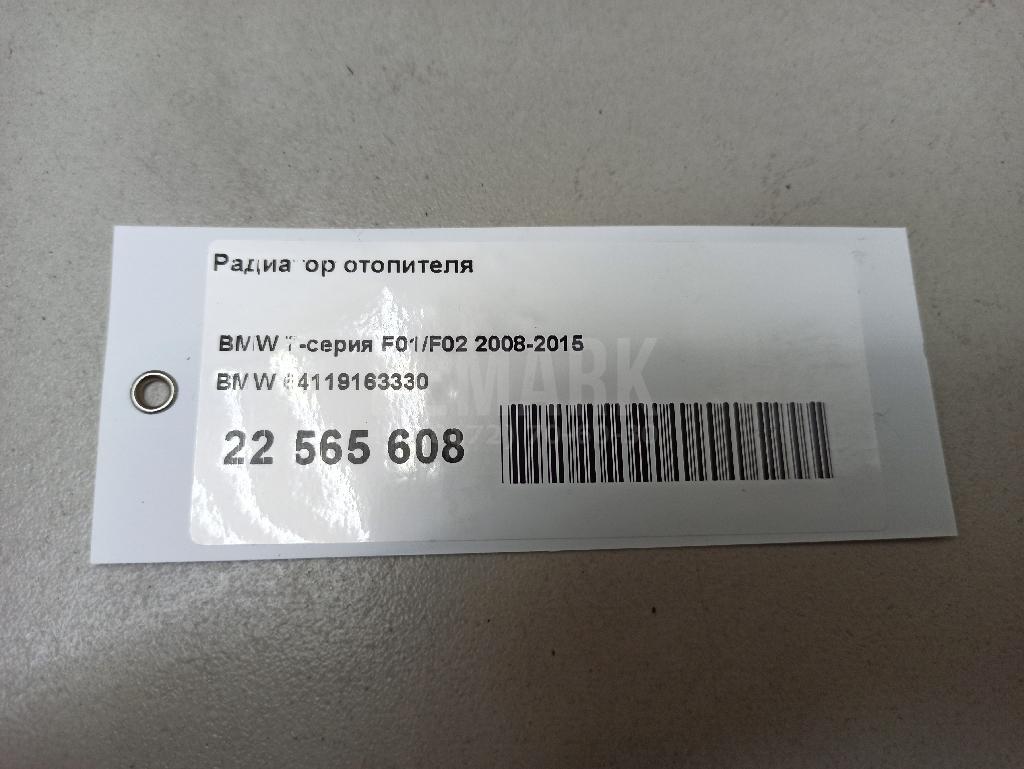 Радиатор отопителя
BMW 7-серия F01/F02 2008-2015
BMW 64119163330
22 565 608